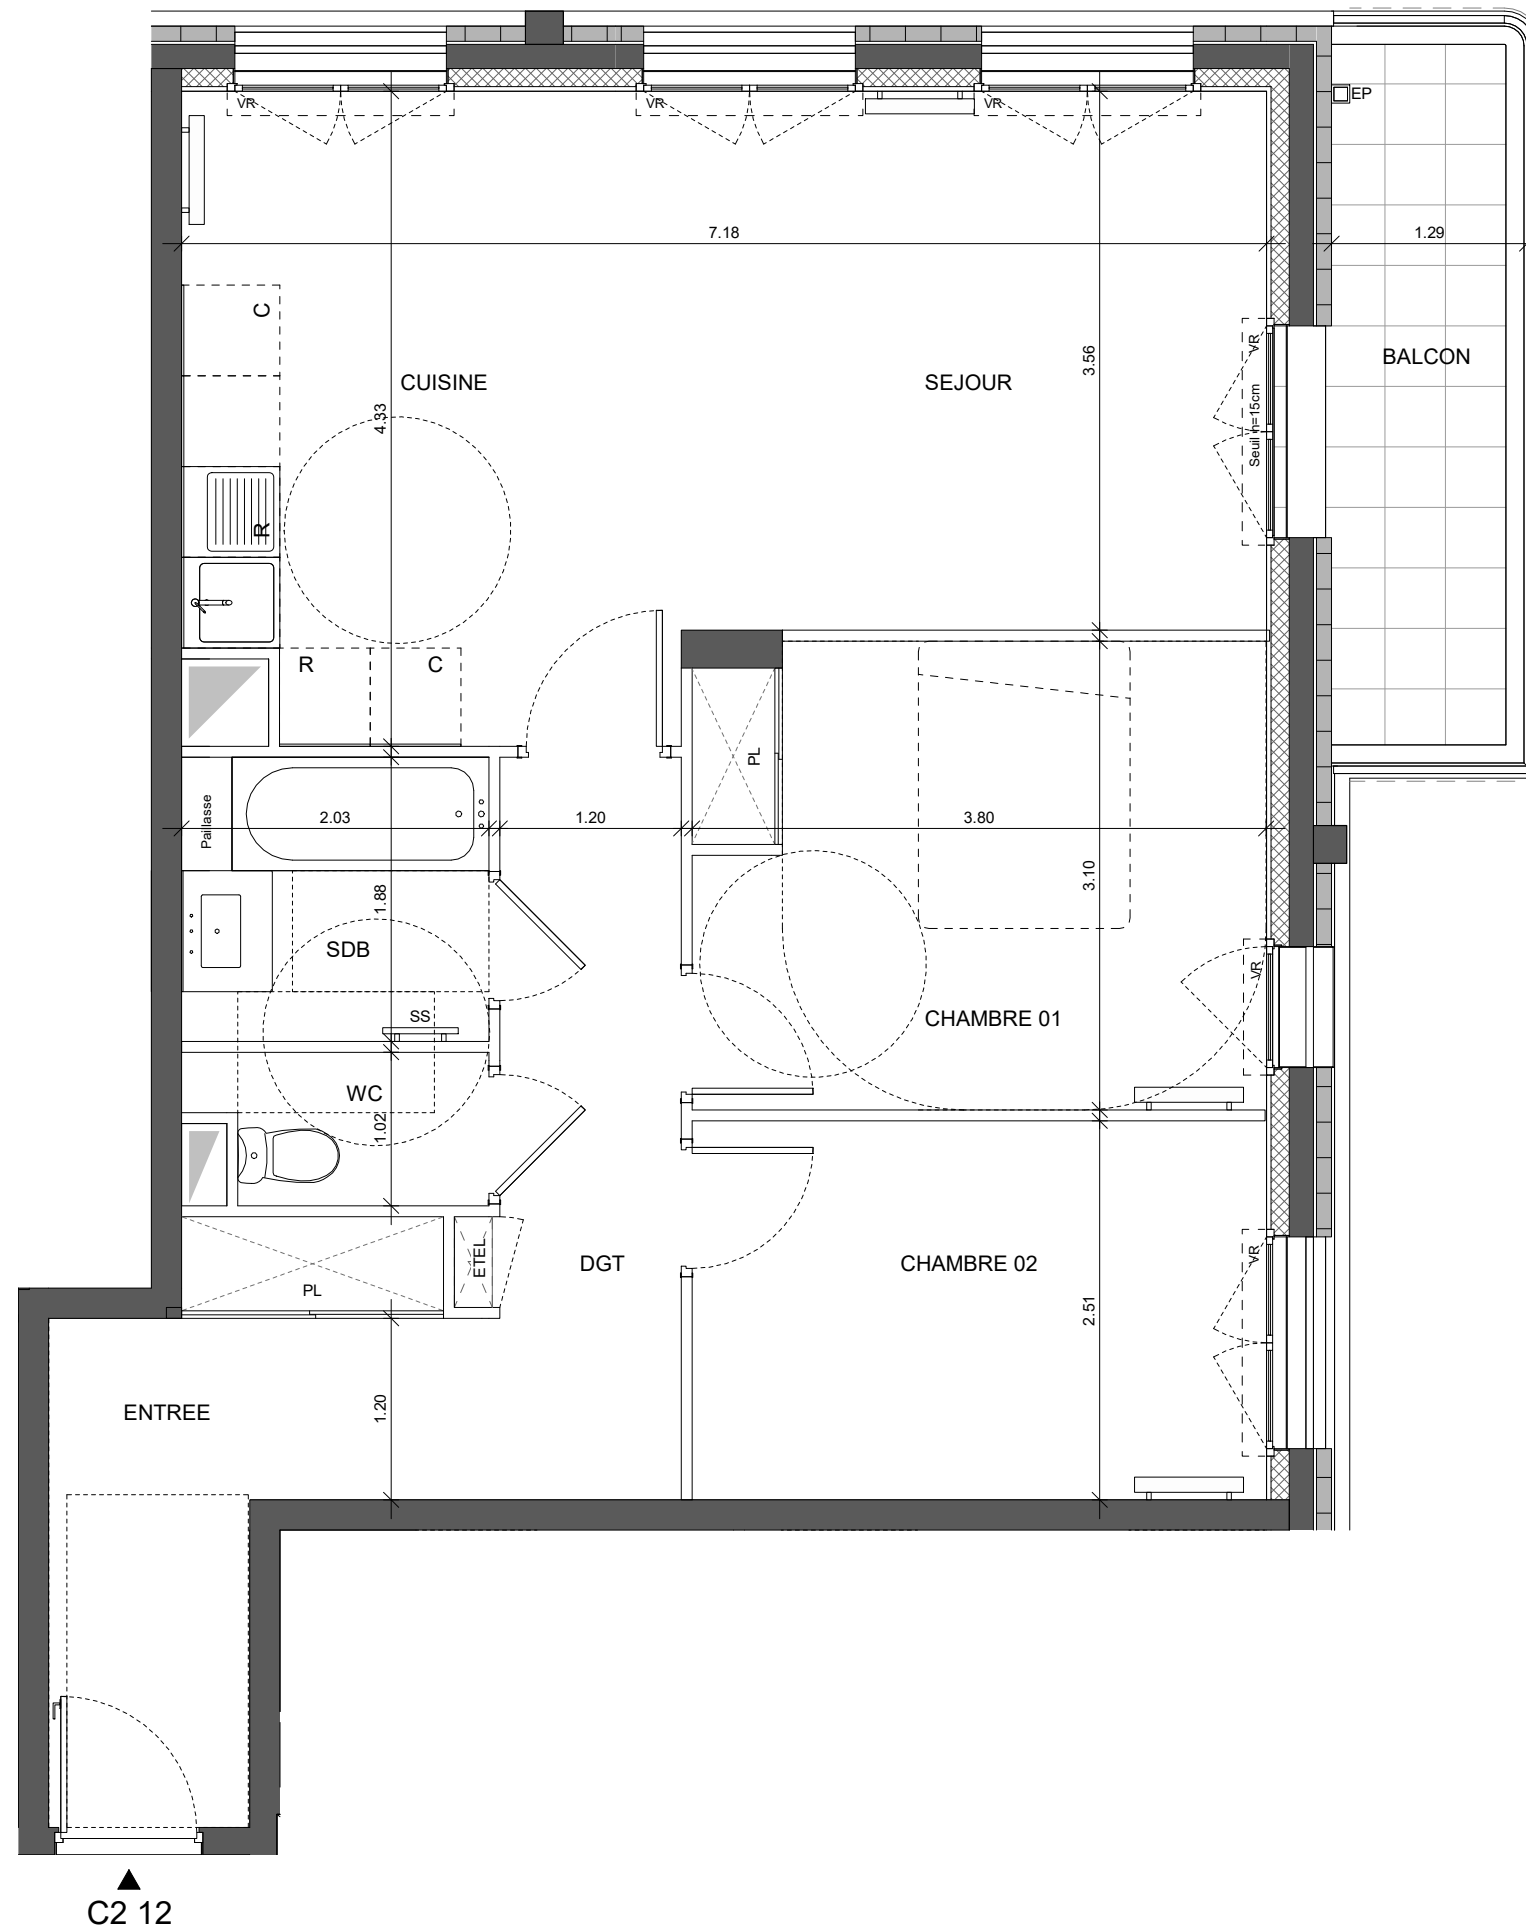 VR
VR
VR
EP
7.18
1.29
C
CUISINE
4.33
3.56
SEJOUR
VR
Seuil h=15cm
BALCON
R
R
C
PL
Paillasse
2.03
1.20
3.80
3.10
1.88
SDB
VR
SS
CHAMBRE 01
WC
1.02
ETEL
DGT
CHAMBRE 02
VR
PL
2.51
1.20
ENTREE
C2 12